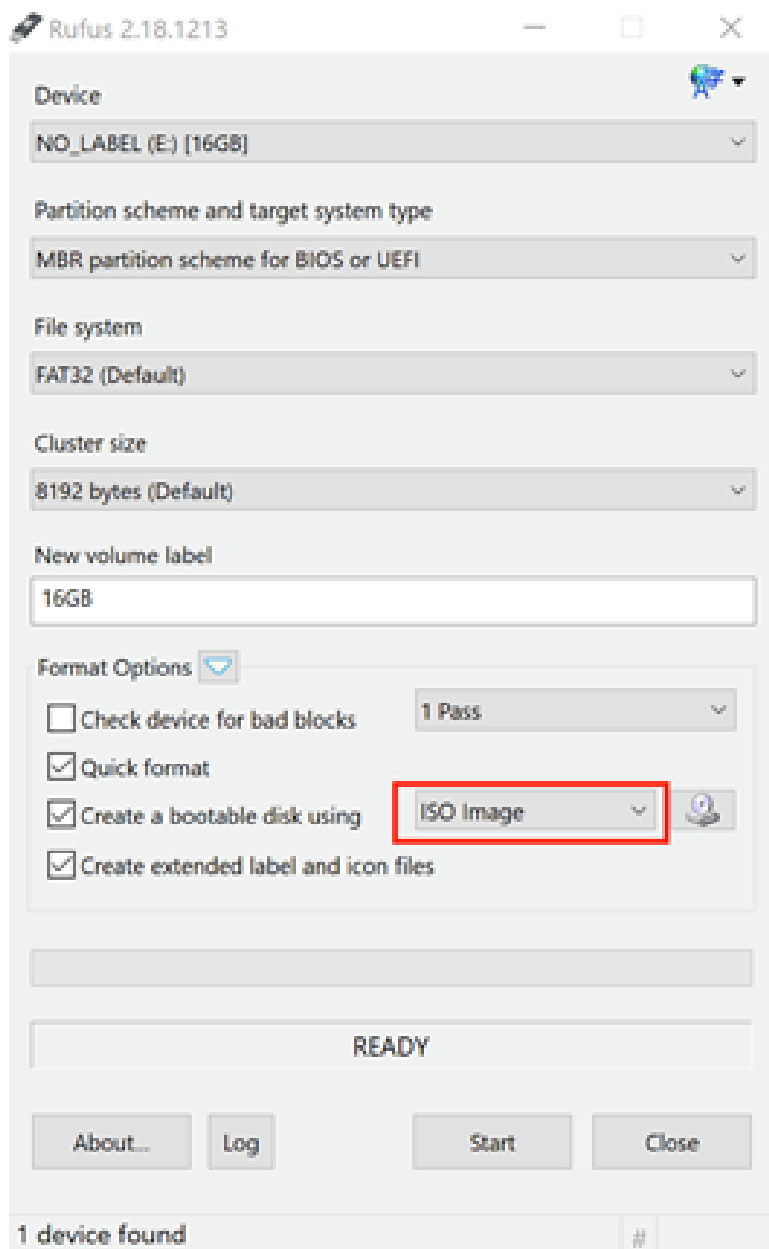 Rufus 2.18.1213
Device
NO_LABEL (E:) [16GB]
Partition scheme and target system type
MBR partition scheme for BIOS or UEFI
File system
FAT32 (Default)
Cluster size
8192 bytes (Default)
New volume label
16GB
Format Options
Check device for bad blocks 1 Pass
Quick format
Create a bootable disk using ISO Image
Create extended label and icon files
READY
About... Log Start Close
1 device found #